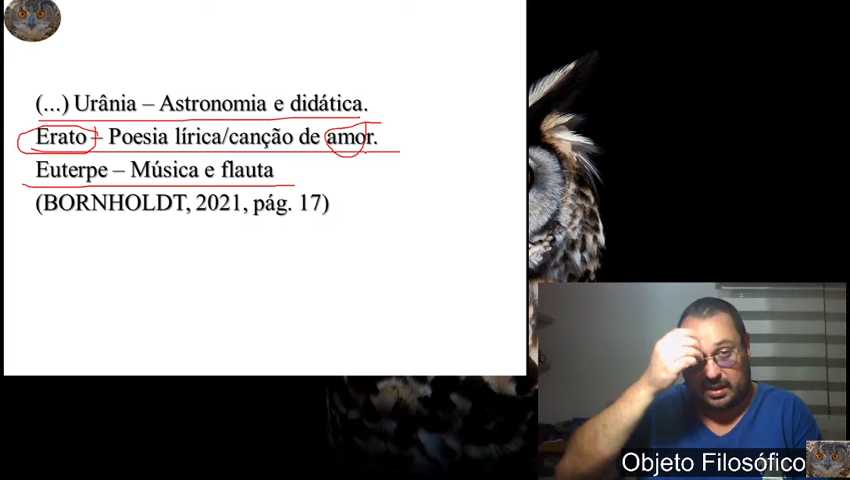 (...) Urânia – Astronomia e didática.
Erato – Poesia lírica/canção de amor.
Euterpe – Música e flauta
(BORNHOLDT, 2021, pág. 17)
Objeto Filosófico